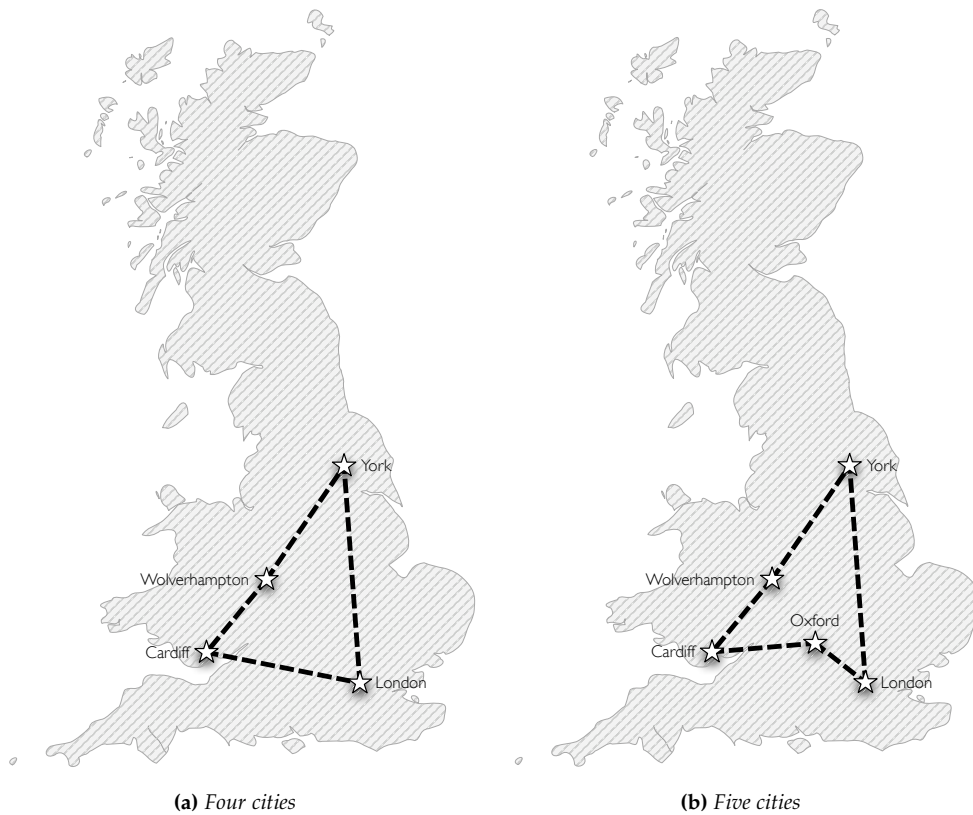 York
Wolverhampton
Cardiff
London
(a) Four cities
York
Wolverhampton
Oxford
Cardiff
London
(b) Five cities